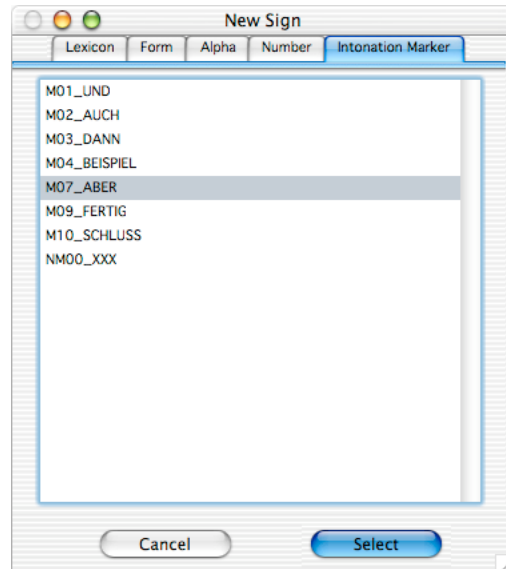 New Sign
Lexicon Form Alpha Number Intonation Marker
M01_UND
M02_AUCH
M03_DANN
M04_BEISPIEL
M07_ABER
M09_FERTIG
M10_SCHLUSS
NM00_XXX
Cancel Select